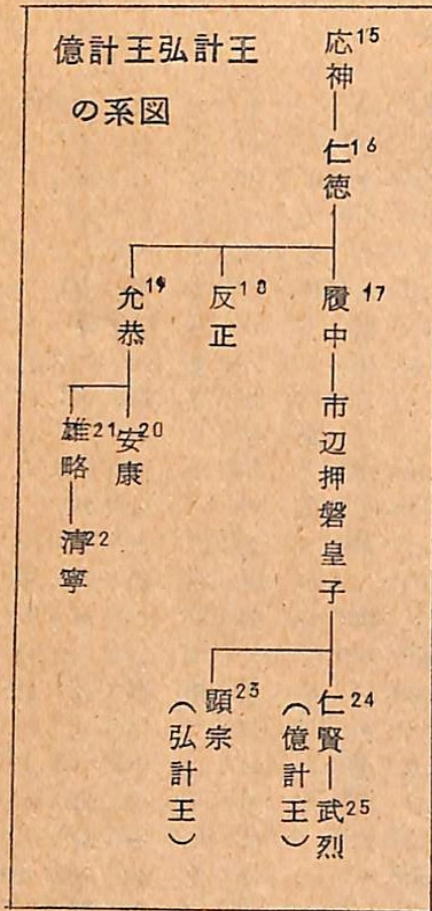 億計王弘計王
の系図
応神15
仁徳16
履中17
反正18
允恭19
市辺押磐皇子
安康20
雄略21
清寧22
仁賢24
(億計王)
顕宗23
(弘計王)
武烈25